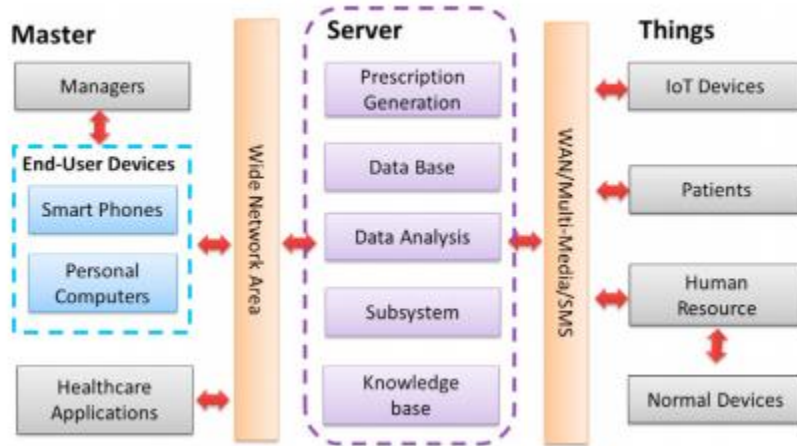 Master
Managers
End-User Devices
Smart Phones
Personal
Computers
Healthcare
Applications
Wide Network Area
Server
Prescription
Generation
Data Base
Data Analysis
Subsystem
Knowledge
base
WAN/Multi-Media/SMS
Things
IoT Devices
Patients
Human
Resource
Normal Devices